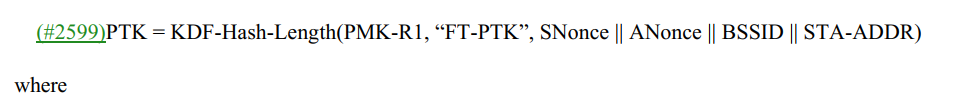 (#2599)PTK = KDF-Hash-Length(PMK-R1, “FT-PTK”, SNonce || ANonce || BSSID || STA-ADDR)
where